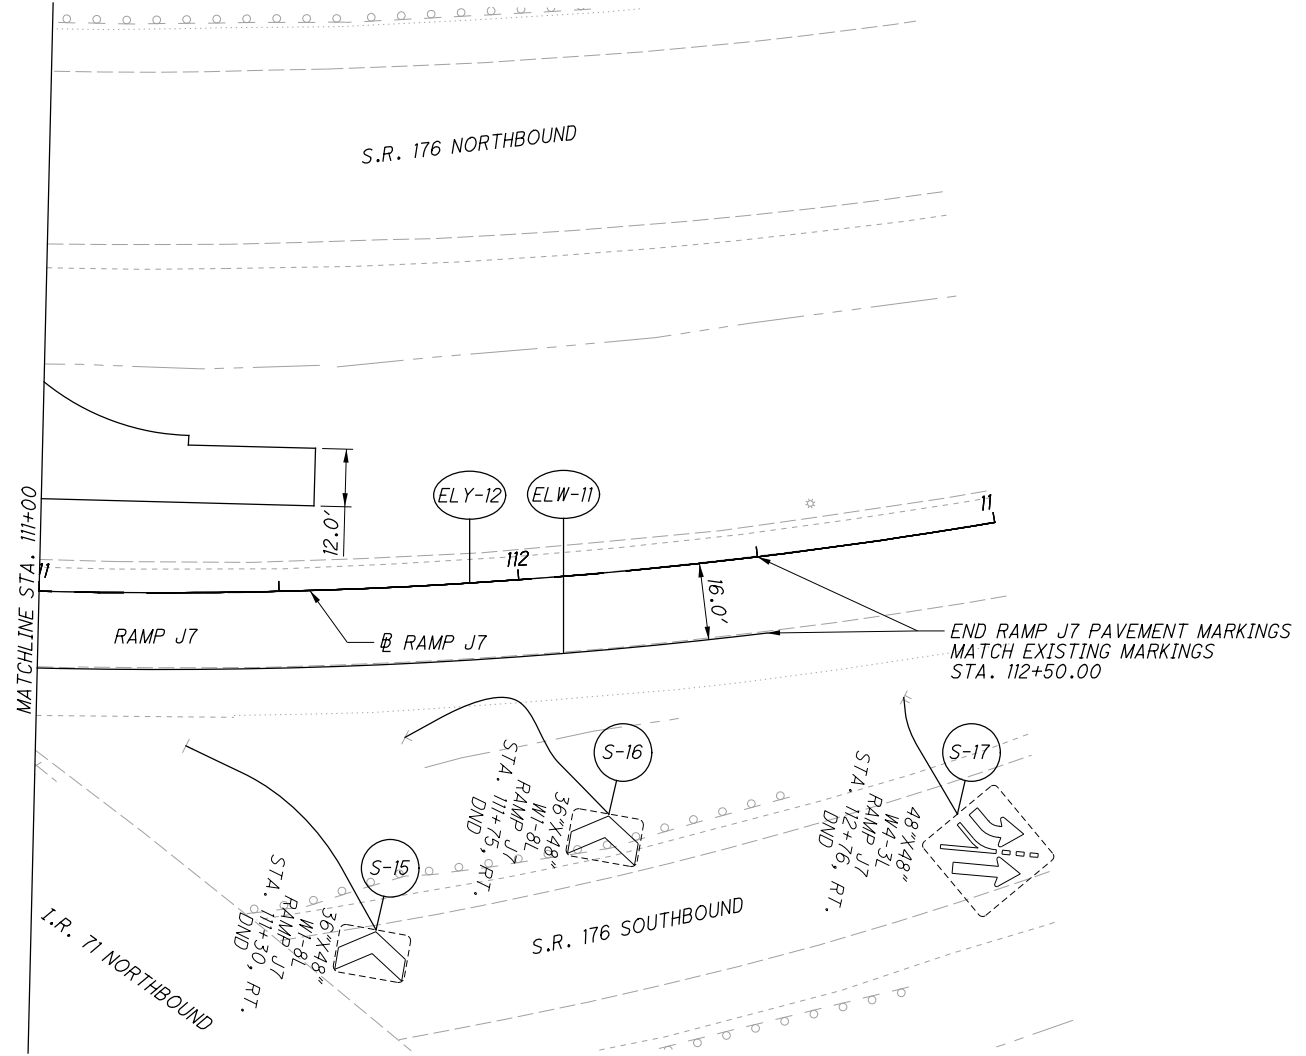 S.R. 176 NORTHBOUND
MATCHLINE STA. 111+00
12.0'
ELY-12
ELW-11
11
112
11
16.0'
RAMP J7
RAMP J7
END RAMP J7 PAVEMENT MARKINGS
MATCH EXISTING MARKINGS
STA. 112+50.00
S-15
36"X48"
W1-8L
RAMP J7
STA. 111+30, RT.
DND
S-16
36"X48"
W1-8L
RAMP J7
STA. 111+75, RT.
DND
S-17
48"X48"
W4-3L
RAMP J7
STA. 112+76, RT.
DND
S.R. 176 SOUTHBOUND
I.R. 71 NORTHBOUND